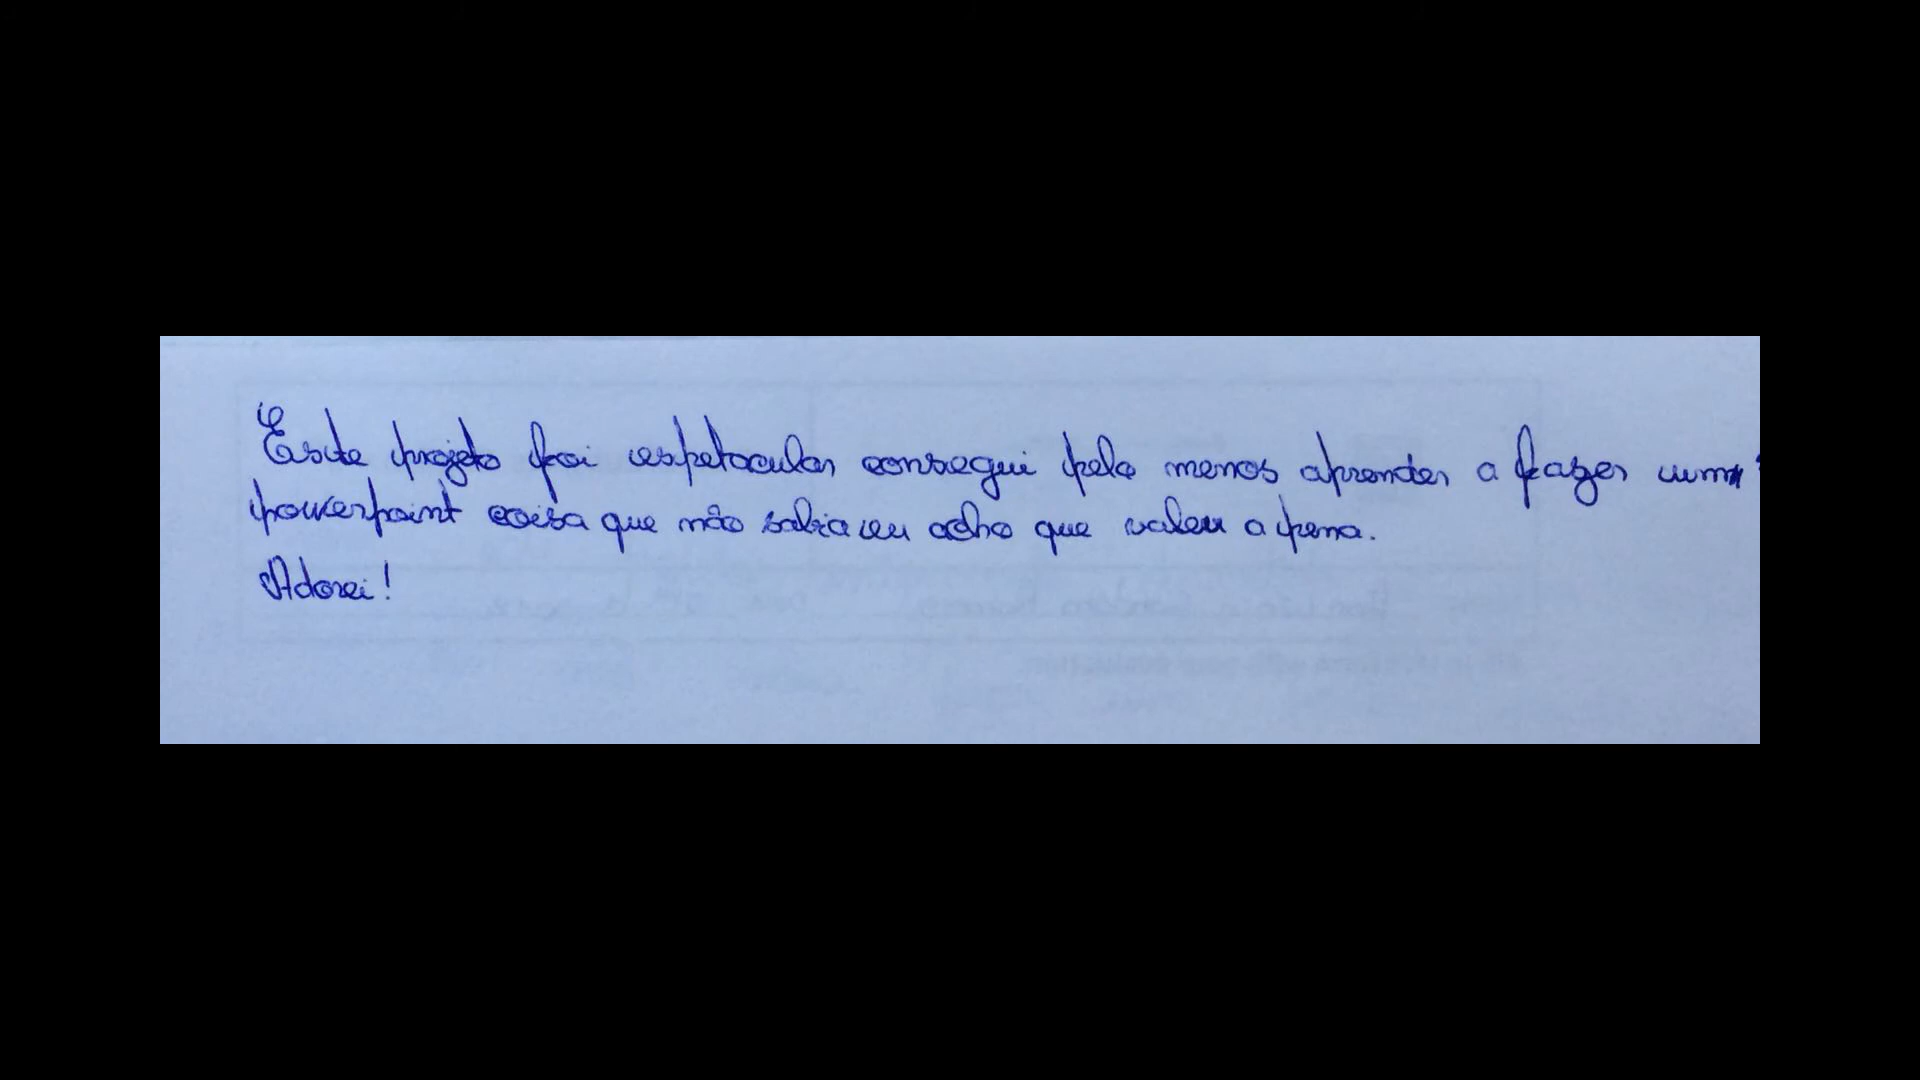 Este projeto foi espetacular consegui pelo menos aprender a fazer um
powerpoint coisa que não sabia eu acho que valeu a pena.
Adorei!